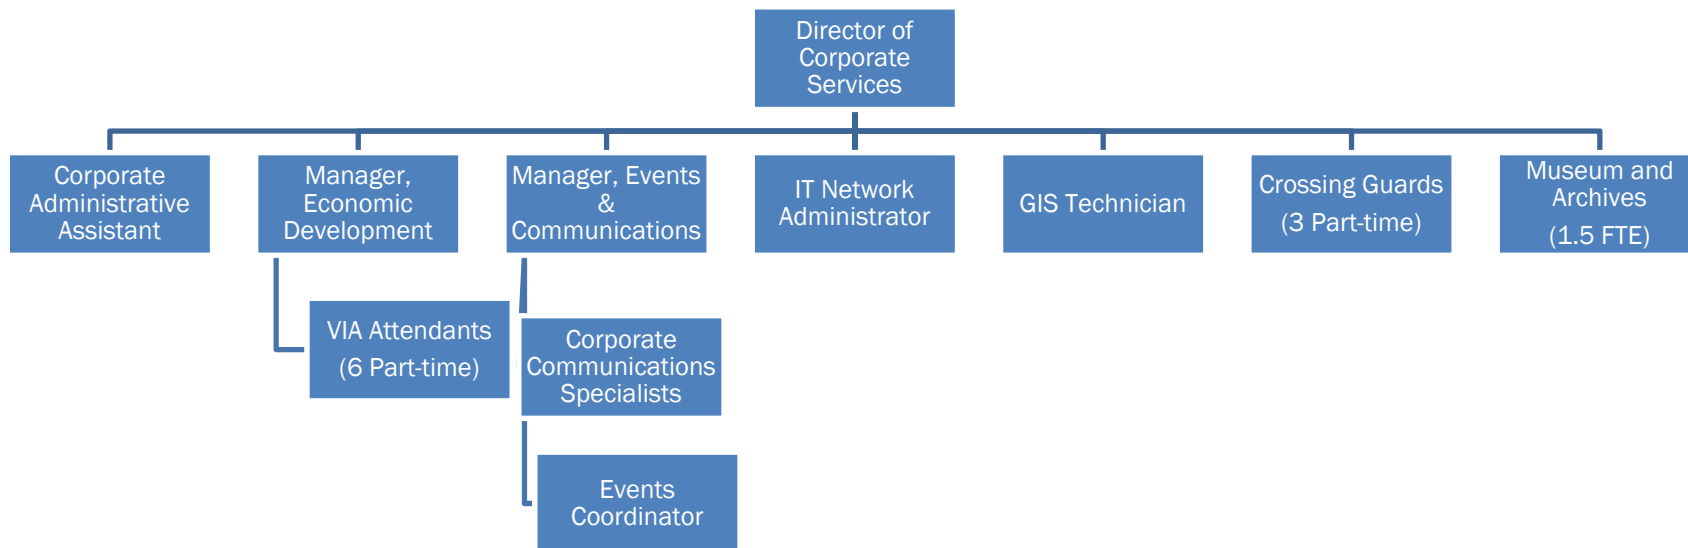 Director of
Corporate
Services
Corporate
Administrative
Assistant
Manager,
Economic
Development
Manager, Events
&
Communications
IT Network
Administrator
GIS Technician
Crossing Guards
(3 Part-time)
Museum and
Archives
(1.5 FTE)
VIA Attendants
(6 Part-time)
Corporate
Communications
Specialists
Events
Coordinator